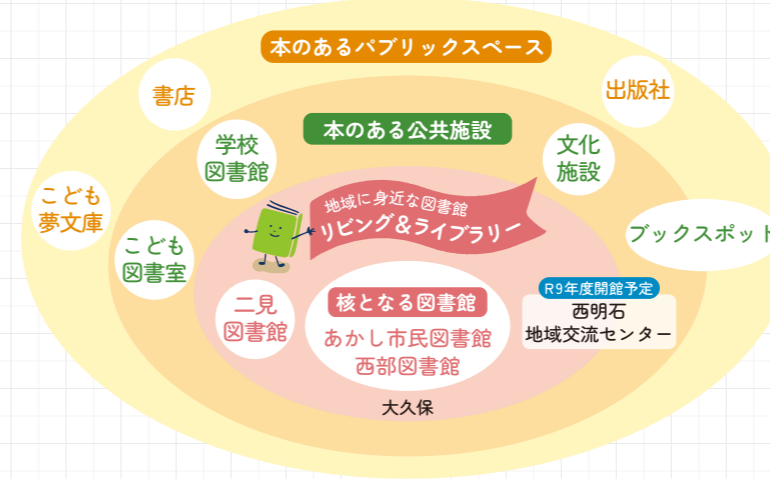 本のあるパブリックスペース
書店
出版社
本のある公共施設
学校
図書館
文化
施設
こども
夢文庫
地域に身近な図書館
リビング&ライブラリー
ブックスポット
こども
図書室
二見
図書館
核となる図書館
あかし市民図書館
西部図書館
R9年度開館予定
西明石
地域交流センター
大久保